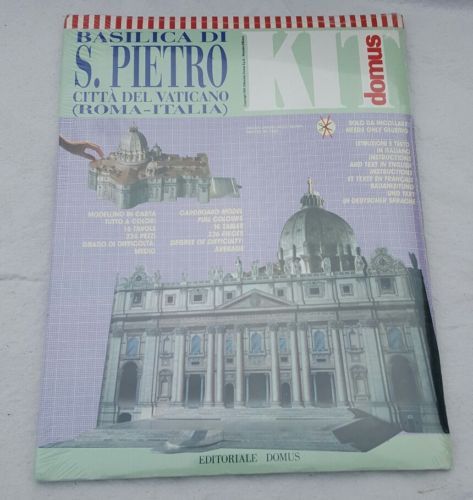 BASILICA DI
S. PIETRO
CITTÀ DEL VATICANO
(ROMA-ITALIA)
KIT
domus
SOLO DA INCOLLARE
NEEDS ONLY GLUEING
ISTRUZIONI E TESTO
IN ITALIANO
INSTRUCTIONS
AND TEXT IN ENGLISH
INSTRUCTIONS
ET TEXTE EN FRANÇAIS
BAUANLEITUNG
UND TEXT
IN DEUTSCHER SPRACHE
MODELLINO IN CARTA
TUTTO A COLORI
16 TAVOLE
236 PEZZI
GRADO DI DIFFICOLTÀ:
MEDIO
CARDBOARD MODEL
FULL COLOURS
16 TABLES
236 PIECES
DEGREE OF DIFFICULTY:
AVERAGE
EDITORIALE DOMUS